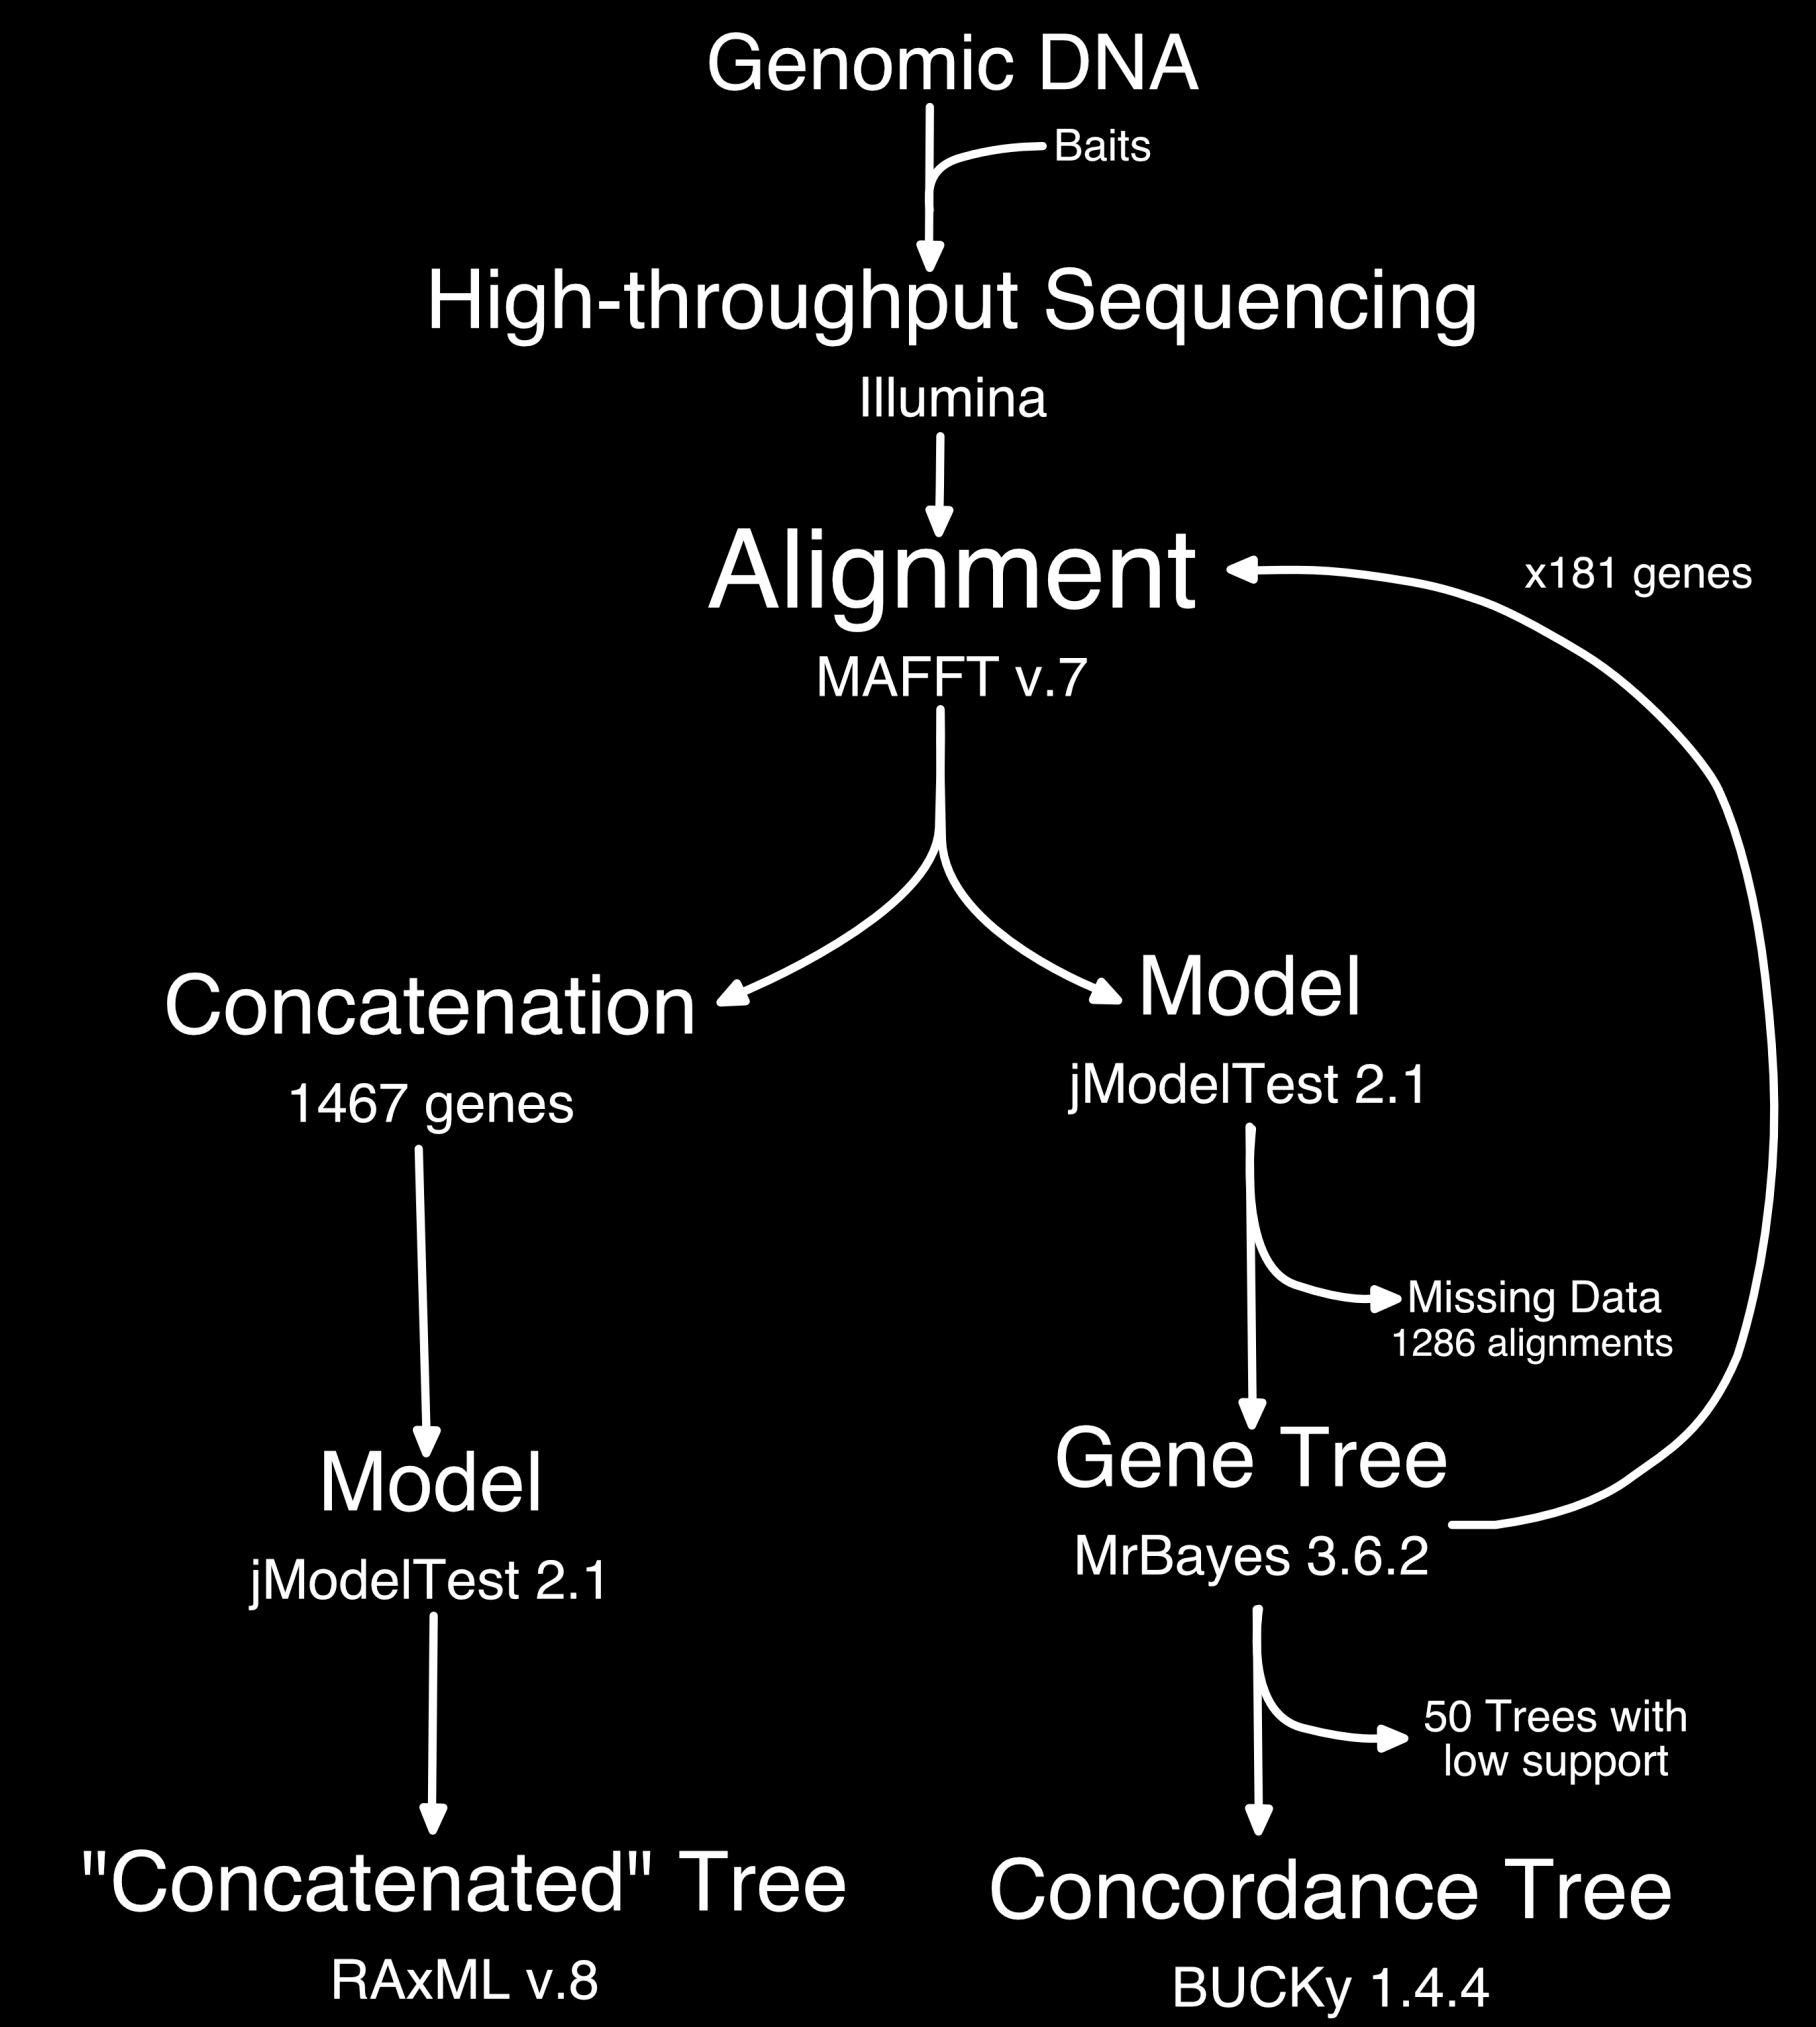 Genomic DNA
Baits
High-throughput Sequencing
Illumina
Alignment
x181 genes
MAFFT v.7
Concatenation
1467 genes
Model
jModelTest 2.1
Missing Data
1286 alignments
Gene Tree
MrBayes 3.6.2
Model
jModelTest 2.1
50 Trees with
low support
"Concatenated" Tree
RAxML v.8
Concordance Tree
BUCKy 1.4.4